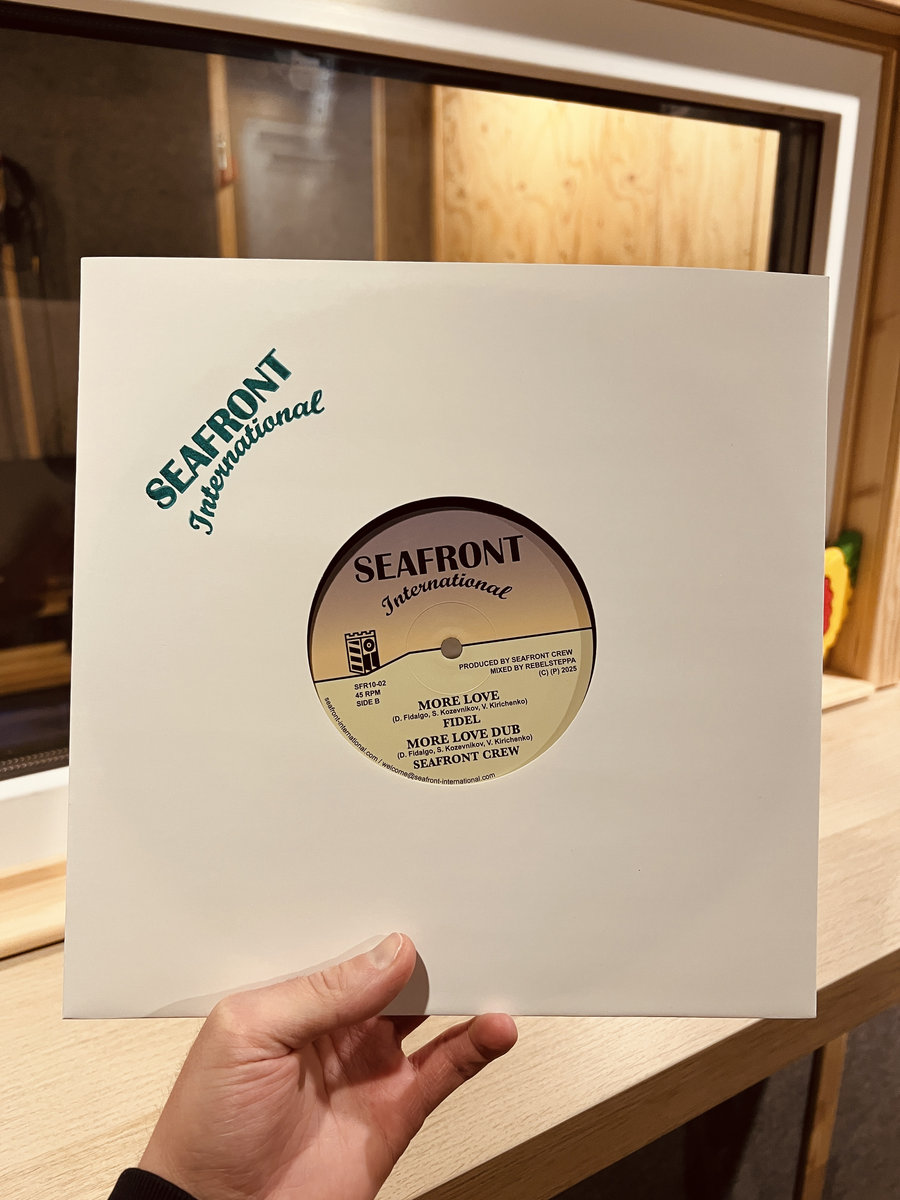 SEAFRONT
International
SEAFRONT
International
PRODUCED BY SEAFRONT CREW
MIXED BY REBELSTEPPA
(C) (P) 2025
SFR10-02
45 RPM
SIDE B
MORE LOVE
(D. Fidalgo, S. Kozevnikov, V. Kirichenko)
FIDEL
MORE LOVE DUB
(D. Fidalgo, S. Kozevnikov, V. Kirichenko)
SEAFRONT CREW
seafront-international.com / welcome@seafront-international.com